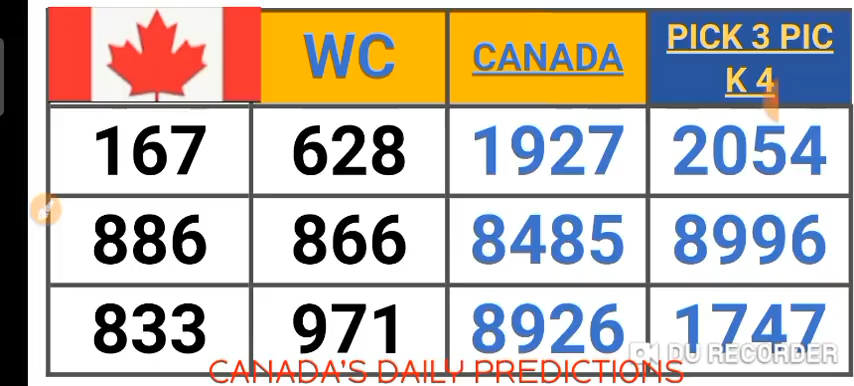 WC
CANADA
PICK 3 PIC
K 4
167 628 1927 2054
886 866 8485 8996
833 971 8926 1747
DU RECORDER
CANADA'S DAILY PREDICTIONS